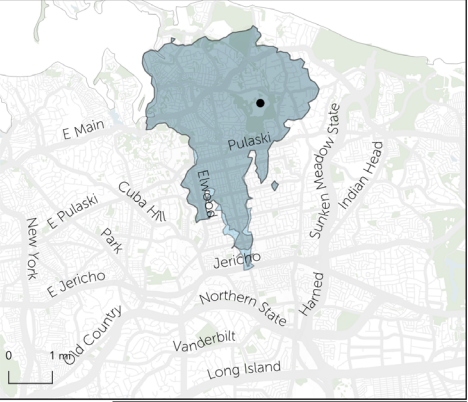 E Main
Pulaski
Sunken Meadow State
Indian Head
Elwood
Cuba Hill
E Pulaski
New York
Park
Jericho
E Jericho
Harned
Northern State
Old Country
Vanderbilt
Long Island
0 1 mi